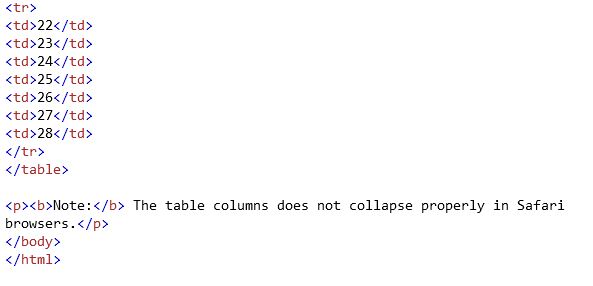 <tr>
<td>22</td>
<td>23</td>
<td>24</td>
<td>25</td>
<td>26</td>
<td>27</td>
<td>28</td>
</tr>
</table>
<p><b>Note:</b> The table columns does not collapse properly in Safari
browsers.</p>
</body>
</html>